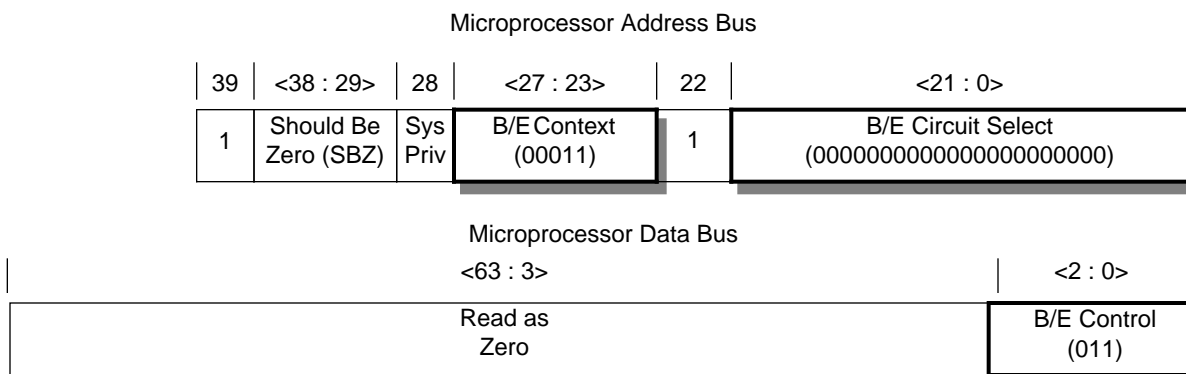 Microprocessor Address Bus
39 <38 : 29> 28 <27 : 23> 22 <21 : 0>
1 Should Be Zero (SBZ) Sys Priv B/E Context (00011) 1 B/E Circuit Select (0000000000000000000000)
Microprocessor Data Bus
<63 : 3> <2 : 0>
Read as Zero B/E Control (011)